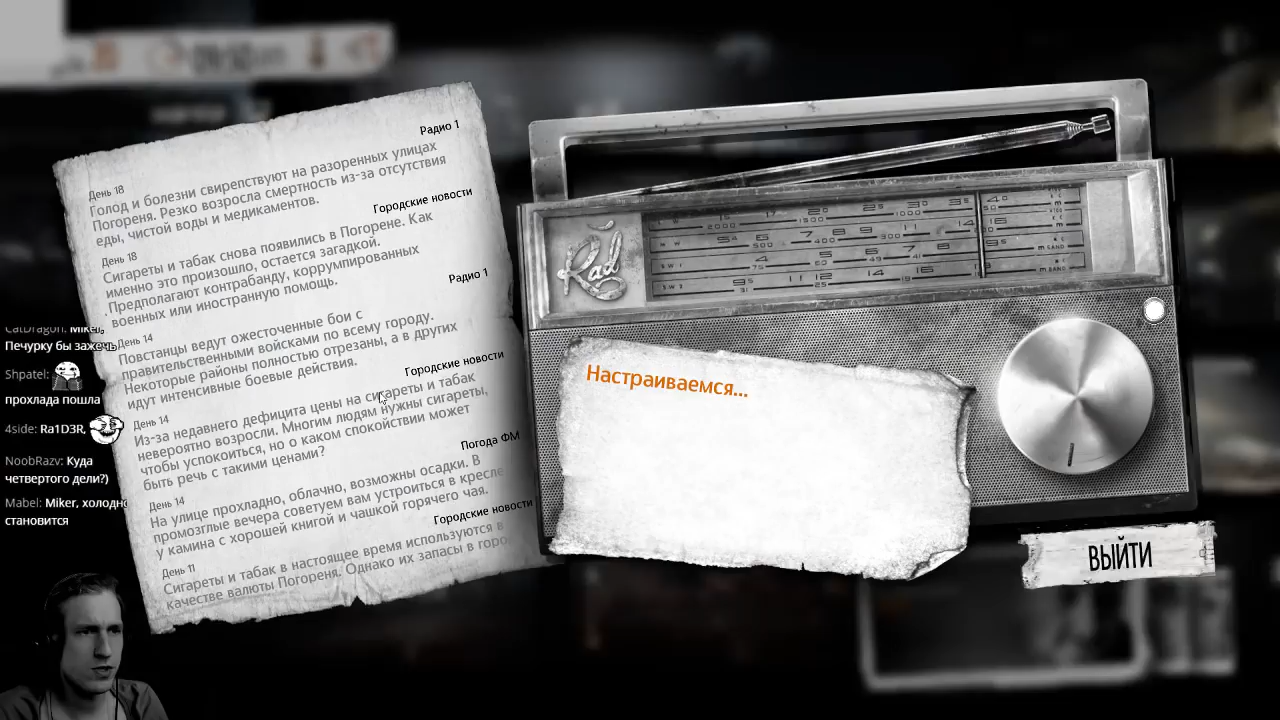 Радио 1
День 18
Голод и болезни свирепствуют на разоренных улицах
Погореня. Резко возросла смертность из-за отсутствия
еды, чистой воды и медикаментов.
Городские новости
День 18
Сигареты и табак снова появились в Погорене. Как
именно это произошло, остается загадкой.
Предполагают контрабанду, коррумпированных
военных или иностранную помощь.
Радио 1
День 14
Повстанцы ведут ожесточенные бои с
правительственными войсками по всему городу.
Некоторые районы полностью отрезаны, а в других
идут интенсивные боевые действия.
Городские новости
День 14
Из-за недавнего дефицита цены на сигареты и табак
невероятно возросли. Многим людям нужны сигареты,
чтобы успокоиться, но о каком спокойствии может
быть речь с такими ценами?
Погода ФМ
День 14
На улице прохладно, облачно, возможны осадки. В
промозглые вечера советуем вам устроиться в кресле
у камина с хорошей книгой и чашкой горячего чая.
Городские новости
День 11
Сигареты и табак в настоящее время используются в
качестве валюты Погореня. Однако их запасы в горо
CatDragon: Miker,
Печурку бы зажечь
Shpatel:
прохлада пошла
4side: Ra1D3R,
NoobRazv: Куда
четвертого дели?)
Mabel: Miker, холодно
становится
Rad
Настраиваемся...
ВЫЙТИ